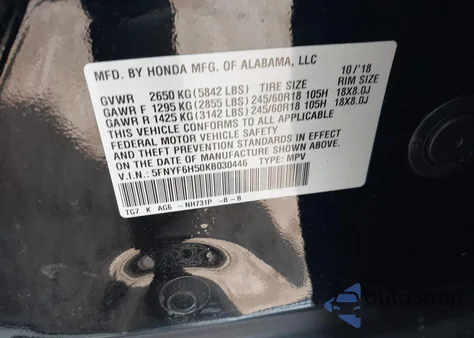 MFD. BY HONDA MFG. OF ALABAMA, LLC 10/'18
GVWR 2650 KG (5842 LBS) TIRE SIZE RIM SIZE
GAWR F 1295 KG (2855 LBS) 245/60R18 105H 18X8.0J
GAWR R 1425 KG (3142 LBS) 245/60R18 105H 18X8.0J
THIS VEHICLE CONFORMS TO ALL APPLICABLE
FEDERAL MOTOR VEHICLE SAFETY
AND THEFT PREVENTION STANDARDS IN EFFECT
ON THE DATE OF MANUFACTURE SHOWN ABOVE.
V.I.N.: 5FNYF6H50KB030446 TYPE: MPV
TG7 K AG6 - NH731P -B -B
AutoSnap